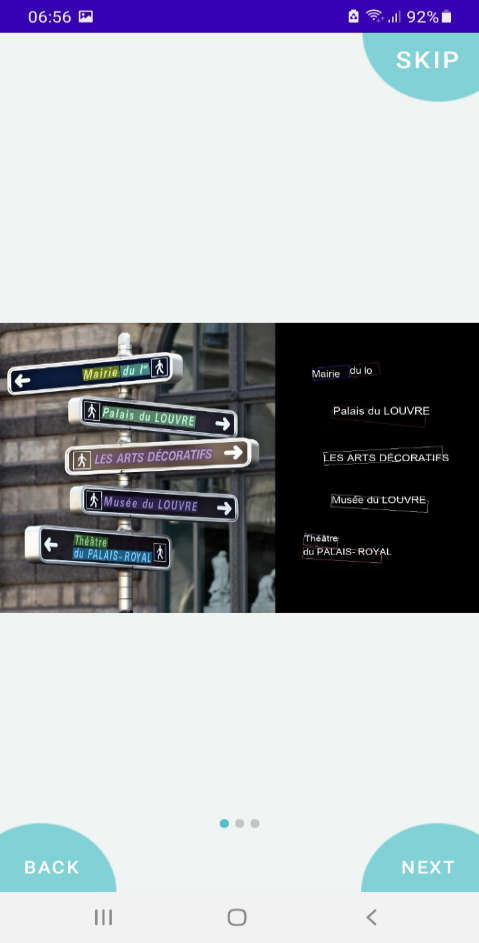 06:56 92%
SKIP
Mairie du Ier
Palais du LOUVRE
LES ARTS DÉCORATIFS
Musée du LOUVRE
Théâtre
du PALAIS-ROYAL
Mairie du lo
Palais du LOUVRE
LES ARTS DÉCORATIFS
Musée du LOUVRE
Théâtre
du PALAIS- ROYAL
BACK NEXT